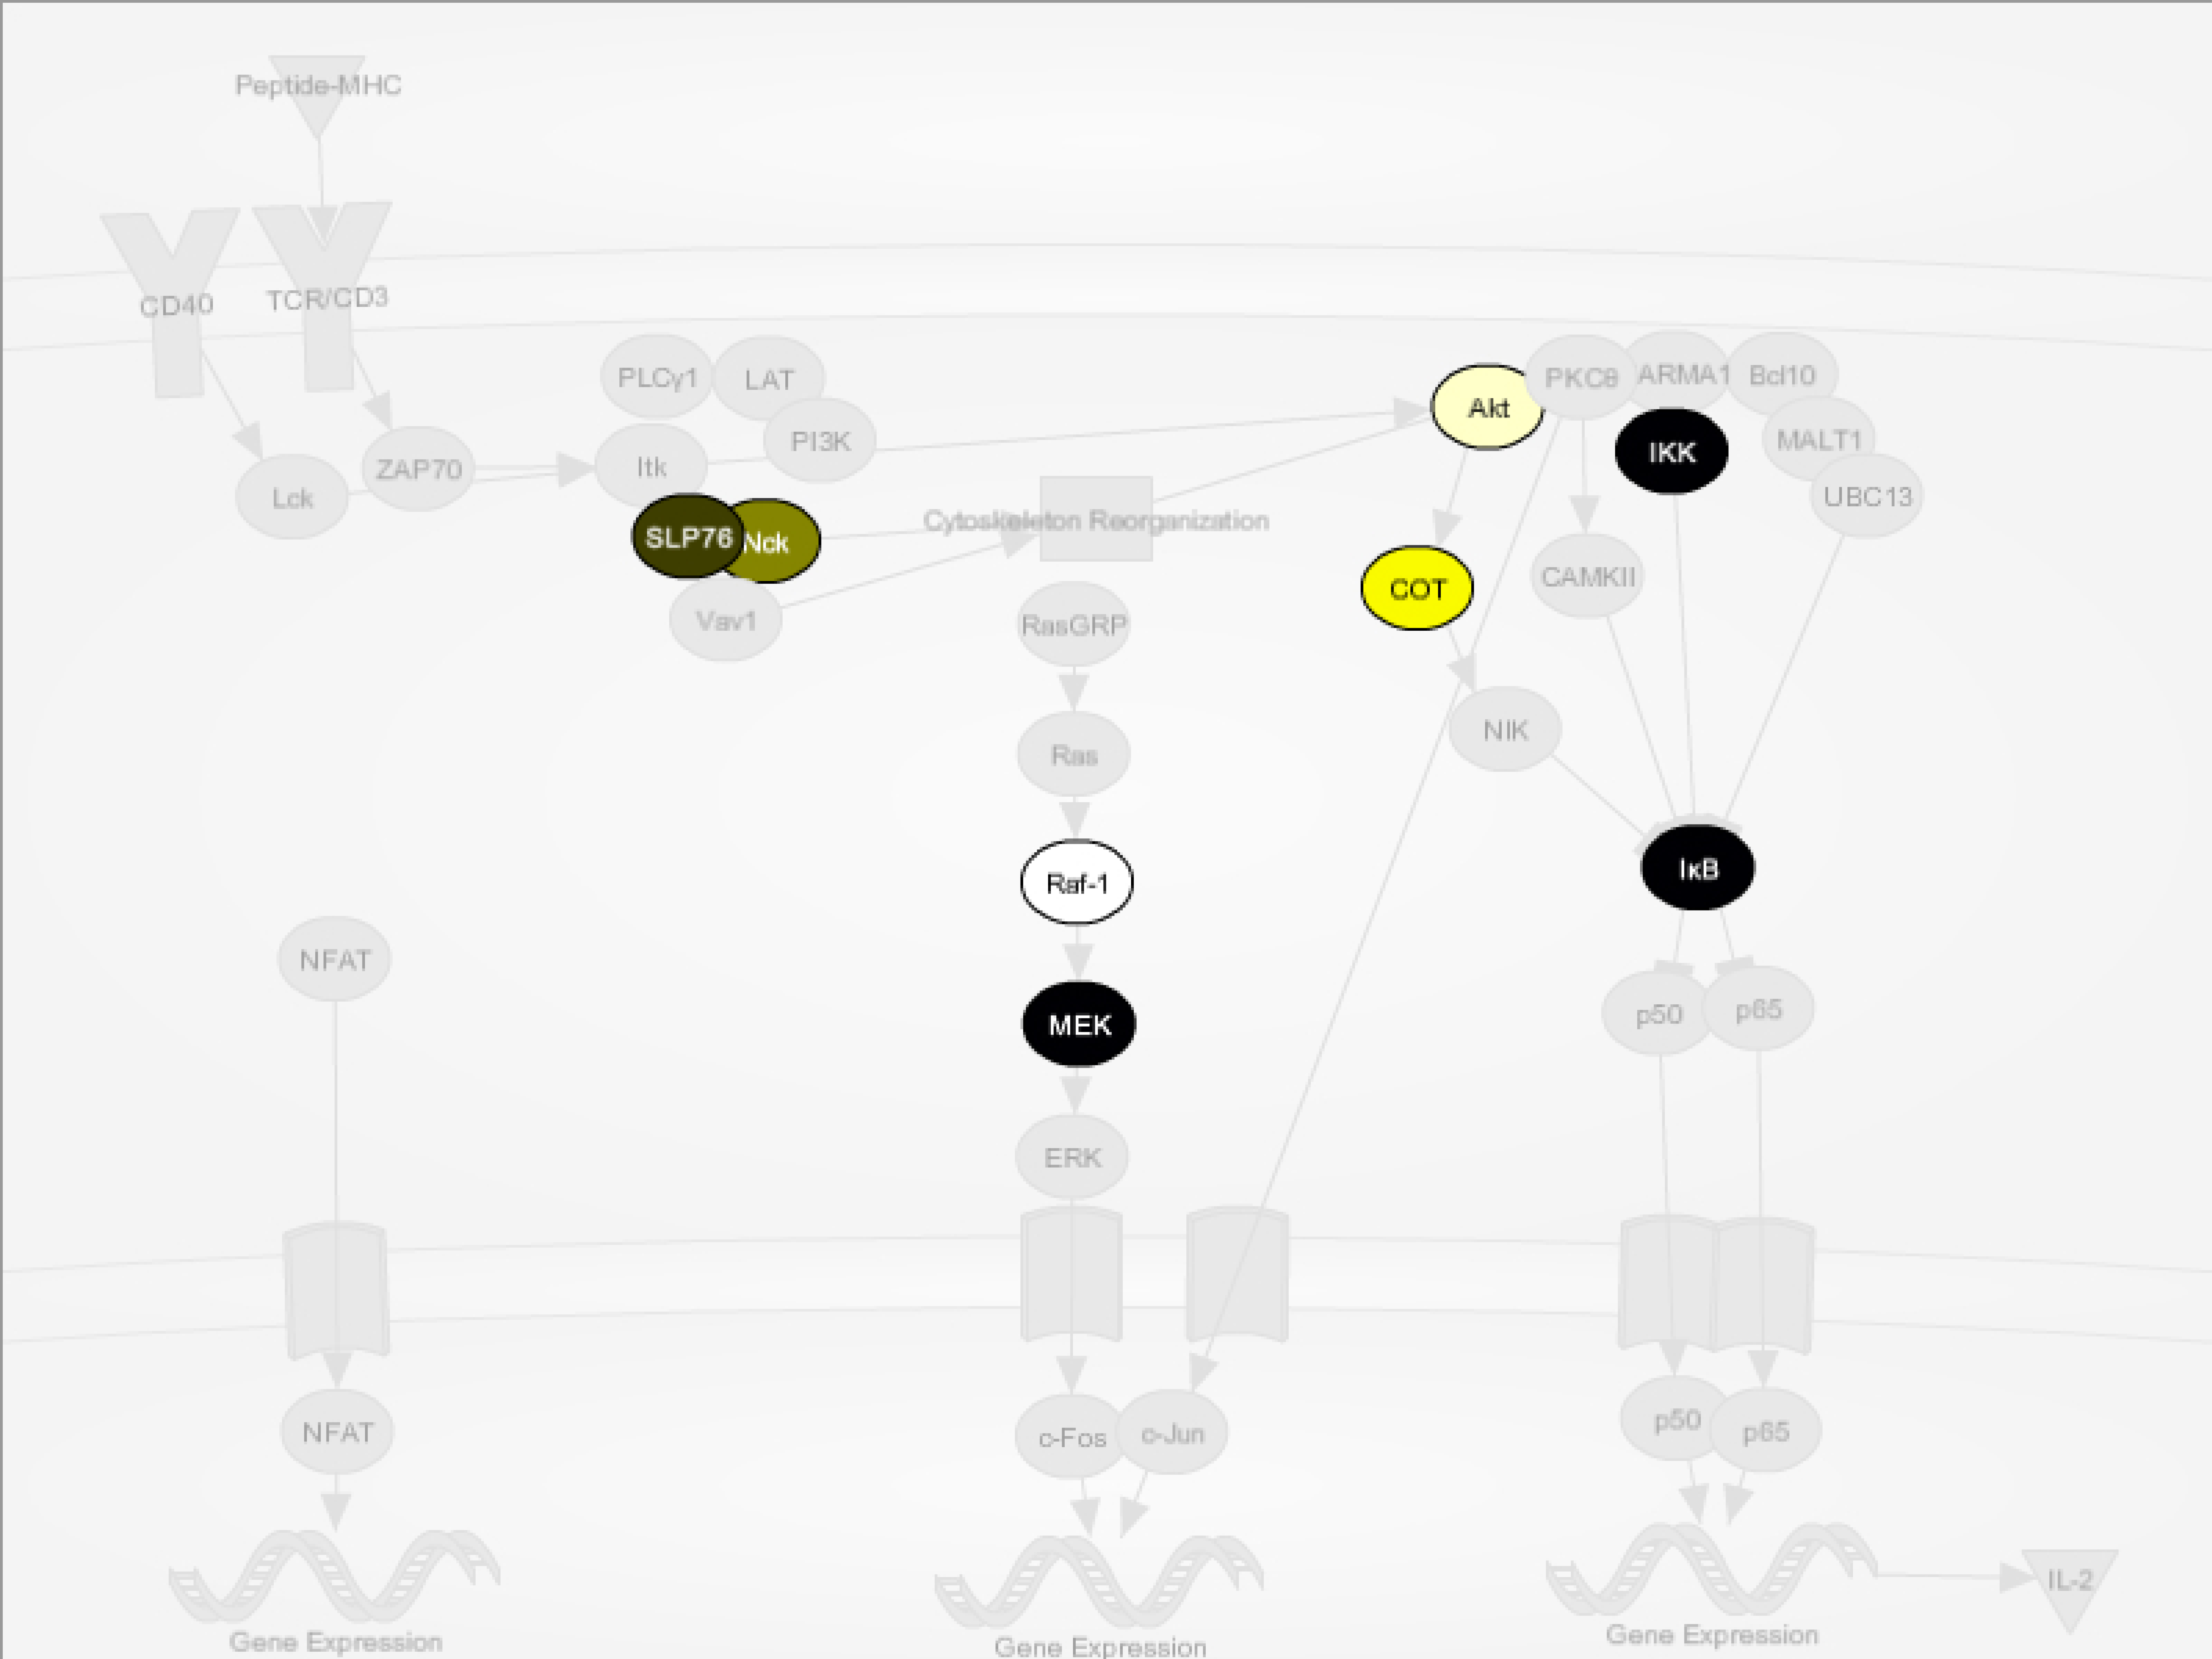 Peptide-MHC
CD40
TCR/CD3
PLCγ1
LAT
PI3K
Itk
ZAP70
Lck
SLP76
Nck
Vav1
Cytoskeleton Reorganization
Akt
PKCθ
ARMA1
Bcl10
IKK
MALT1
UBC13
COT
CAMKII
RasGRP
NIK
Ras
Raf-1
IκB
NFAT
MEK
p50
p65
ERK
NFAT
c-Fos
c-Jun
p50
p65
IL-2
Gene Expression
Gene Expression
Gene Expression